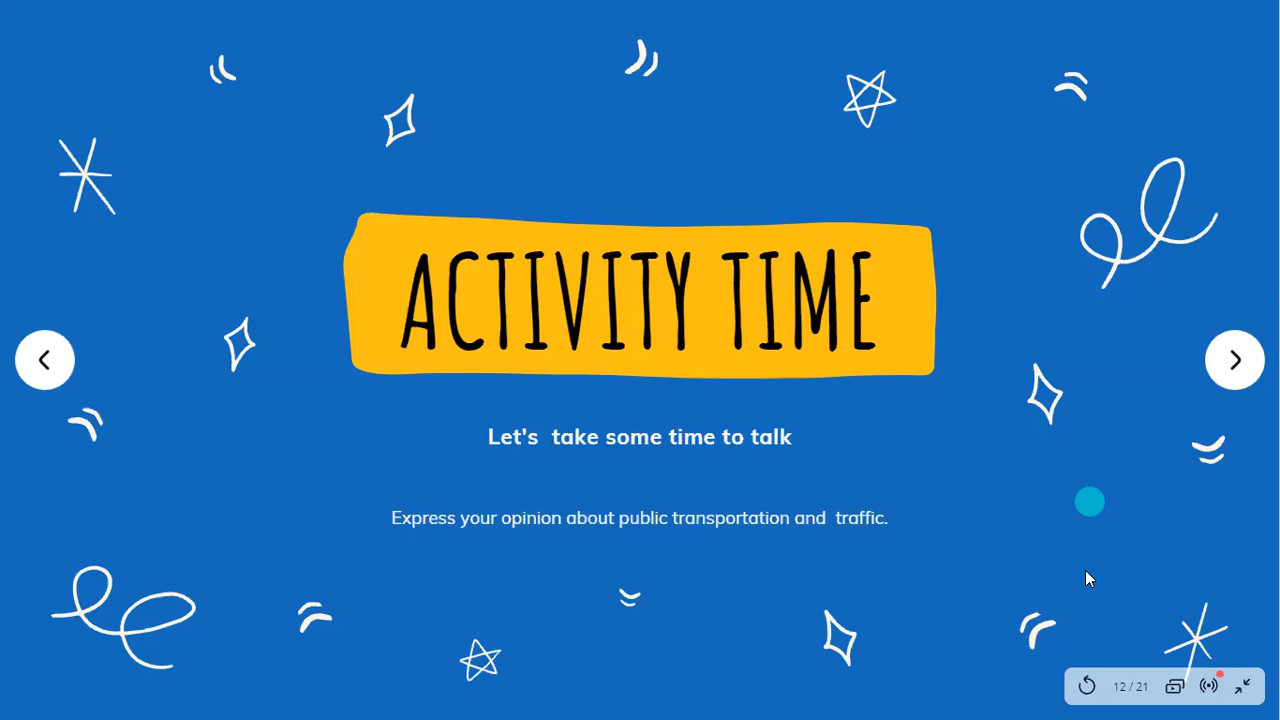 ACTIVITY TIME
Let's take some time to talk
Express your opinion about public transportation and traffic.
12 / 21